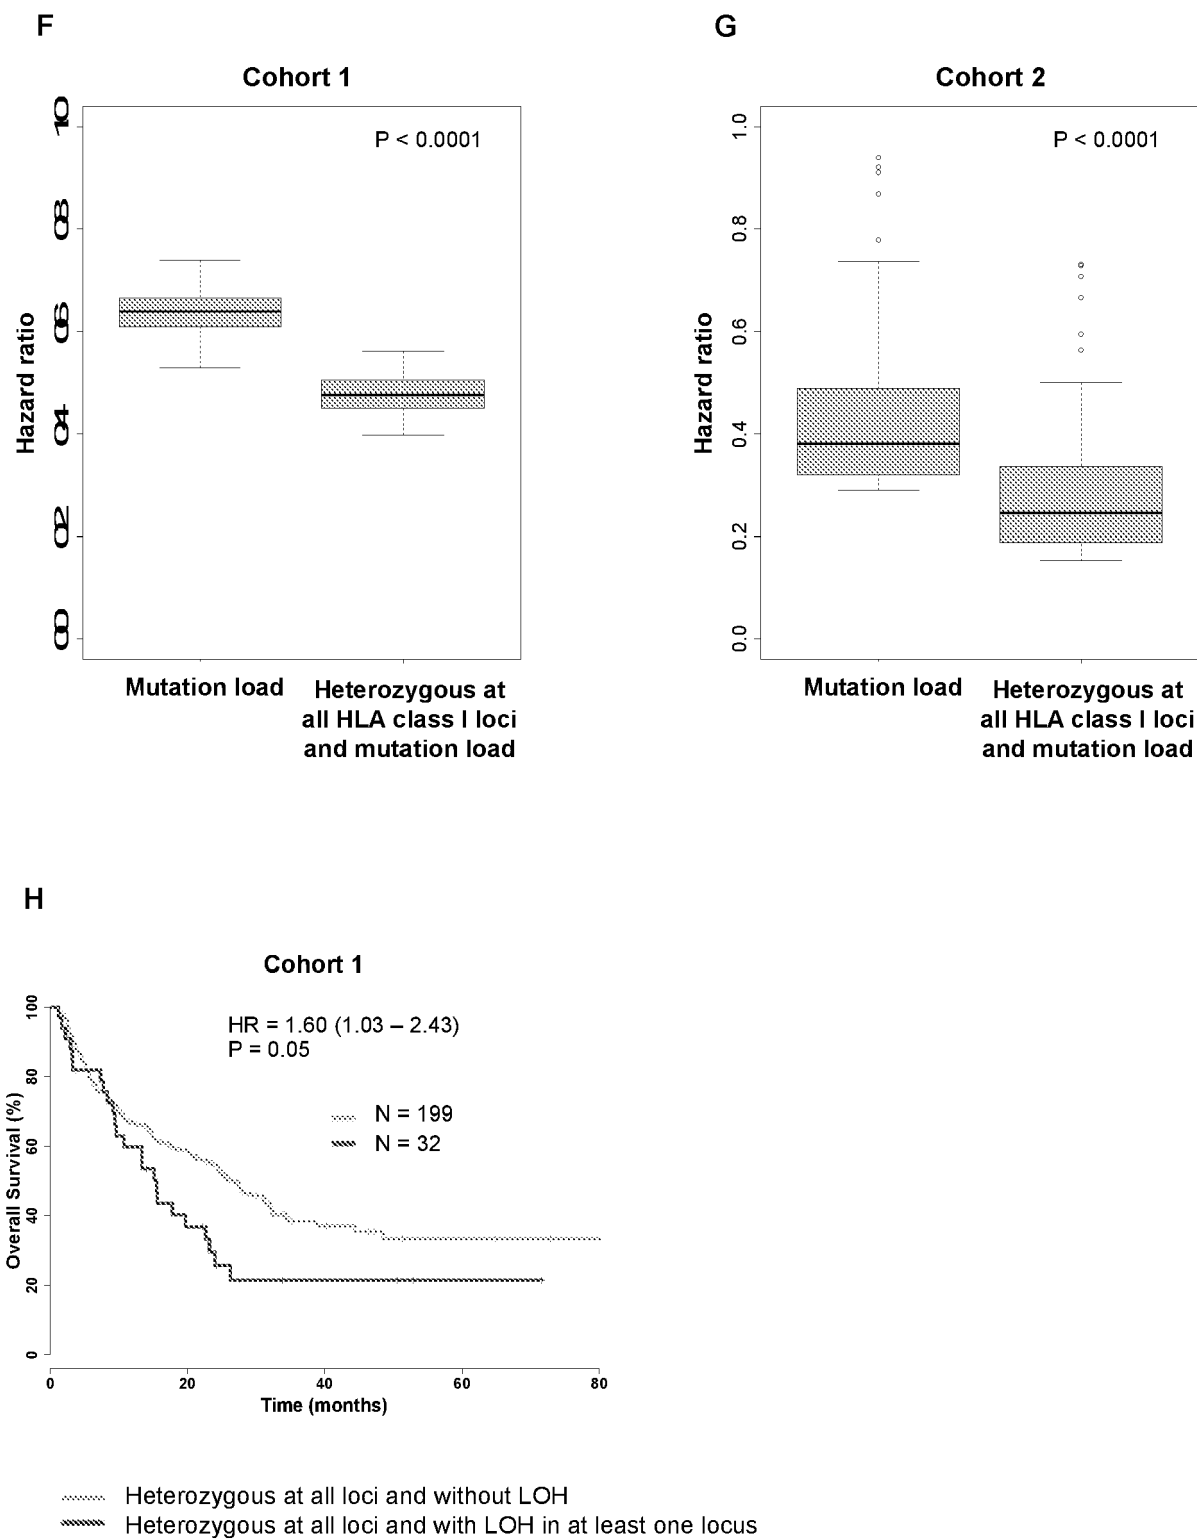 F
Cohort 1
P < 0.0001
Hazard ratio
Mutation load
Heterozygous at
all HLA class I loci
and mutation load
G
Cohort 2
P < 0.0001
1.0
0.8
0.6
0.4
0.2
0.0
Hazard ratio
Mutation load
Heterozygous at
all HLA class I loci
and mutation load
H
Cohort 1
HR = 1.60 (1.03 – 2.43)
P = 0.05
N = 199
N = 32
100
80
60
40
20
0
Overall Survival (%)
0 20 40 60 80
Time (months)
Heterozygous at all loci and without LOH
Heterozygous at all loci and with LOH in at least one locus